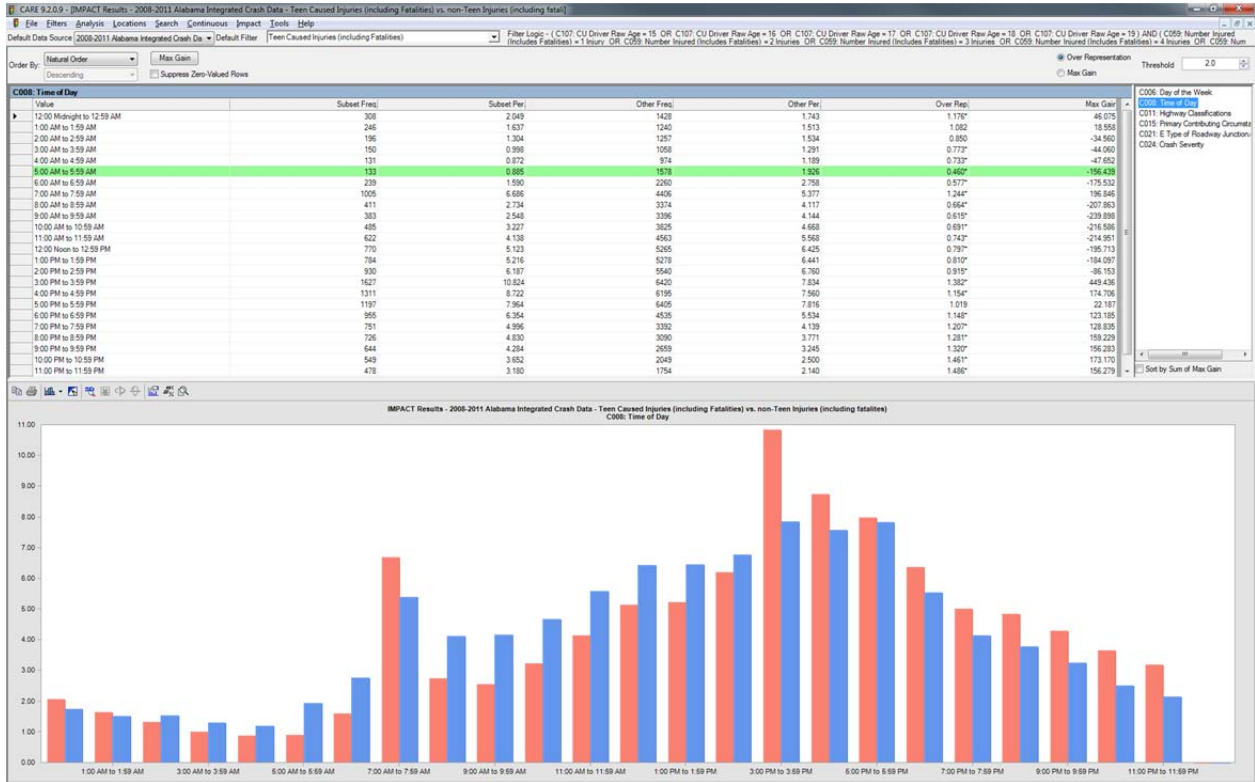 CARE 9.2.0.9 - [IMPACT Results - 2008-2011 Alabama Integrated Crash Data - Teen Caused Injuries (including Fatalities) vs. non-Teen Injuries (including fatali]
File Filters Analysis Locations Search Continuous Impact Tools Help
Default Data Source 2008-2011 Alabama Integrated Crash Da Default Filter Teen Caused Injuries (including Fatalities) Filter Logic - ( C107: CU Driver Raw Age = 15 OR C107: CU Driver Raw Age = 16 OR C107: CU Driver Raw Age = 17 OR C107: CU Driver Raw Age = 18 OR C107: CU Driver Raw Age = 19 ) AND ( C059: Number Injured
(Includes Fatalities) = 1 Injury OR C059: Number Injured (Includes Fatalities) = 2 Injuries OR C059: Number Injured (Includes Fatalities) = 3 Injuries OR C059: Number Injured (Includes Fatalities) = 4 Injuries OR C059: Num
Order By: Natural Order Max Gain Over Representation Threshold 2.0
Descending Suppress Zero-Valued Rows Max Gain
C008: Time of Day
Value Subset Freq. Subset Per. Other Freq. Other Per. Over Rep. Max Gain
12:00 Midnight to 12:59 AM 308 2.049 1428 1.743 1.176* 46.075
1:00 AM to 1:59 AM 246 1.637 1240 1.513 1.082 18.558
2:00 AM to 2:59 AM 196 1.304 1257 1.534 0.850 -34.560
3:00 AM to 3:59 AM 150 0.998 1058 1.291 0.773* -44.060
4:00 AM to 4:59 AM 131 0.872 974 1.189 0.733* -47.652
5:00 AM to 5:59 AM 133 0.885 1578 1.926 0.460* -156.439
6:00 AM to 6:59 AM 239 1.590 2260 2.758 0.577* -175.532
7:00 AM to 7:59 AM 1005 6.686 4406 5.377 1.244* 196.846
8:00 AM to 8:59 AM 411 2.734 3374 4.117 0.664* -207.863
9:00 AM to 9:59 AM 383 2.548 3396 4.144 0.615* -239.898
10:00 AM to 10:59 AM 485 3.227 3825 4.668 0.691* -216.586
11:00 AM to 11:59 AM 622 4.138 4563 5.568 0.743* -214.951
12:00 Noon to 12:59 PM 770 5.123 5265 6.425 0.797* -195.713
1:00 PM to 1:59 PM 784 5.216 5278 6.441 0.810* -184.097
2:00 PM to 2:59 PM 930 6.187 5540 6.760 0.915* -86.153
3:00 PM to 3:59 PM 1627 10.824 6420 7.834 1.382* 449.436
4:00 PM to 4:59 PM 1311 8.722 6195 7.560 1.154* 174.706
5:00 PM to 5:59 PM 1197 7.964 6405 7.816 1.019 22.187
6:00 PM to 6:59 PM 955 6.354 4535 5.534 1.148* 123.185
7:00 PM to 7:59 PM 751 4.996 3392 4.139 1.207* 128.835
8:00 PM to 8:59 PM 726 4.830 3090 3.771 1.281* 159.229
9:00 PM to 9:59 PM 644 4.284 2659 3.245 1.320* 156.283
10:00 PM to 10:59 PM 549 3.652 2049 2.500 1.461* 173.170
11:00 PM to 11:59 PM 478 3.180 1754 2.140 1.486* 156.279
C006: Day of the Week
C008: Time of Day
C011: Highway Classifications
C015: Primary Contributing Circumsta
C021: E Type of Roadway Junction
C024: Crash Severity
Sort by Sum of Max Gain
IMPACT Results - 2008-2011 Alabama Integrated Crash Data - Teen Caused Injuries (including Fatalities) vs. non-Teen Injuries (including fatalites)
C008: Time of Day
11.00
10.00
9.00
8.00
7.00
6.00
5.00
4.00
3.00
2.00
1.00
0.00
1:00 AM to 1:59 AM 3:00 AM to 3:59 AM 5:00 AM to 5:59 AM 7:00 AM to 7:59 AM 9:00 AM to 9:59 AM 11:00 AM to 11:59 AM 1:00 PM to 1:59 PM 3:00 PM to 3:59 PM 5:00 PM to 5:59 PM 7:00 PM to 7:59 PM 9:00 PM to 9:59 PM 11:00 PM to 11:59 PM